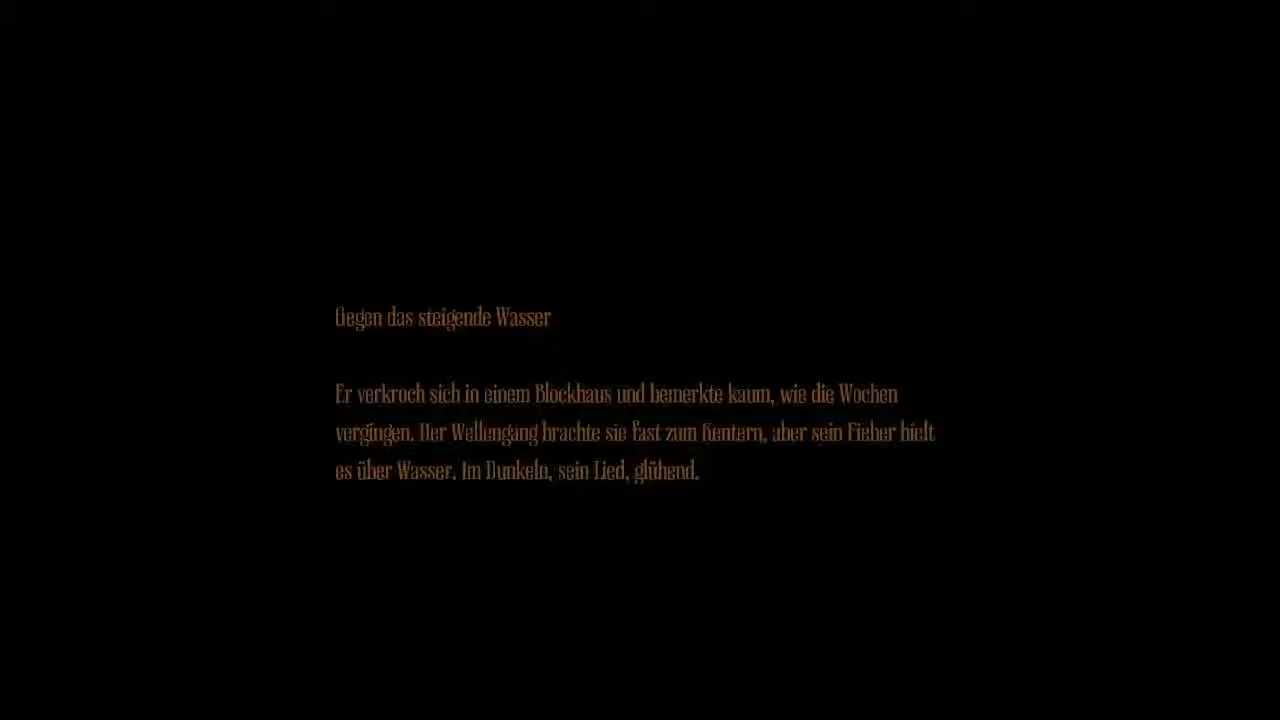 Gegen das steigende Wasser
Er verkroch sich in einem Blockhaus und bemerkte kaum, wie die Wochen
vergingen. Der Wellengang brachte sie fast zum Kentern, aber sein Fieber hielt
es über Wasser. Im Dunkeln, sein Lied, glühend.